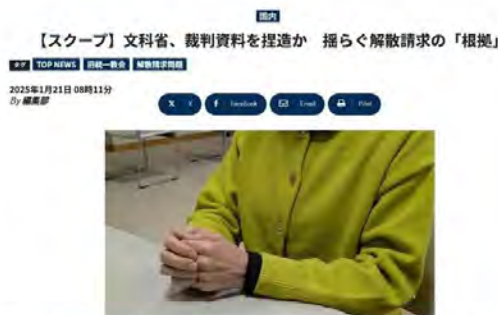 国内
【スクープ】文科省、裁判資料を捏造か 揺らぐ解散請求の「根拠」
タグ TOP NEWS 旧統一教会 解散請求問題
2025年1月21日 08時11分
By 編集部
X X Facebook Email Print